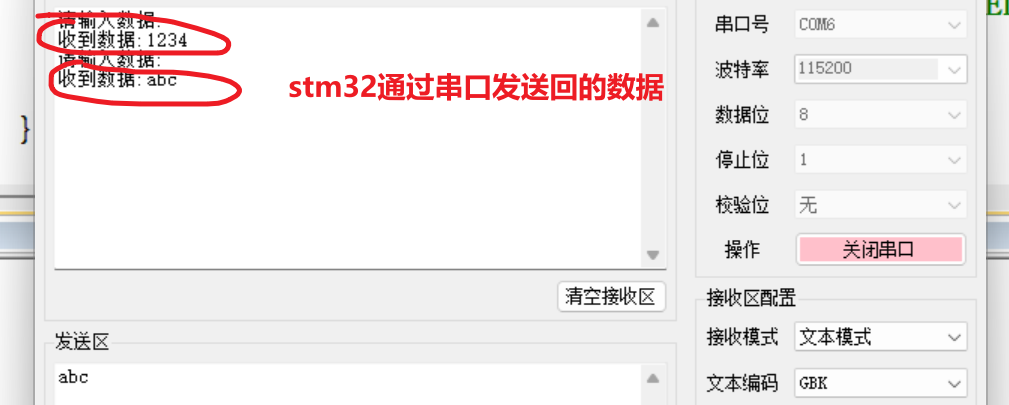 请输入数据:
收到数据:1234
请输入数据:
收到数据:abc
stm32通过串口发送回的数据
}
清空接收区
发送区
abc
串口号 COM6
波特率 115200
数据位 8
停止位 1
校验位 无
操作 关闭串口
接收区配置
接收模式 文本模式
文本编码 GBK